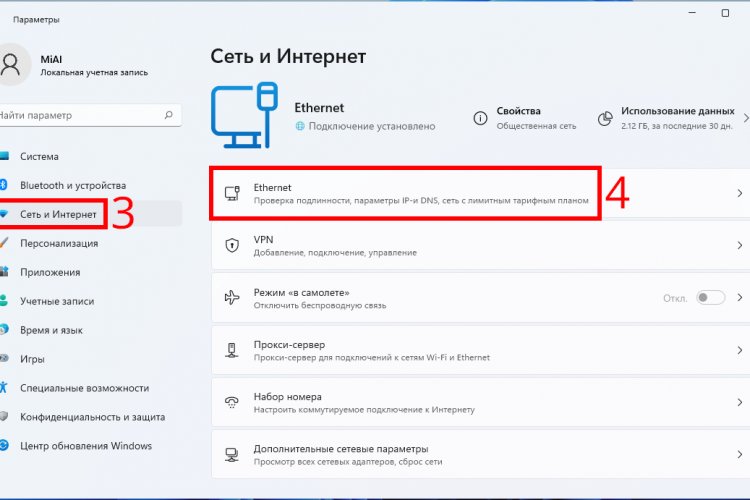 Параметры
MiAI
Локальная учетная запись
Найти параметр
Система
Bluetooth и устройства
Сеть и Интернет
3
Персонализация
Приложения
Учетные записи
Время и язык
Игры
Специальные возможности
Конфиденциальность и защита
Центр обновления Windows
Сеть и Интернет
Ethernet
Подключение установлено
Свойства
Общественная сеть
Использование данных
2.12 ГБ, за последние 30 дн.
Ethernet
Проверка подлинности, параметры IP-и DNS, сеть с лимитным тарифным планом
4
VPN
Добавление, подключение, управление
Режим «в самолете»
Отключить беспроводную связь
Откл.
Прокси-сервер
Прокси-сервер для подключений к сетям Wi-Fi и Ethernet
Набор номера
Настроить коммутируемое подключение к Интернету
Дополнительные сетевые параметры
Просмотр всех сетевых адаптеров, сброс сети